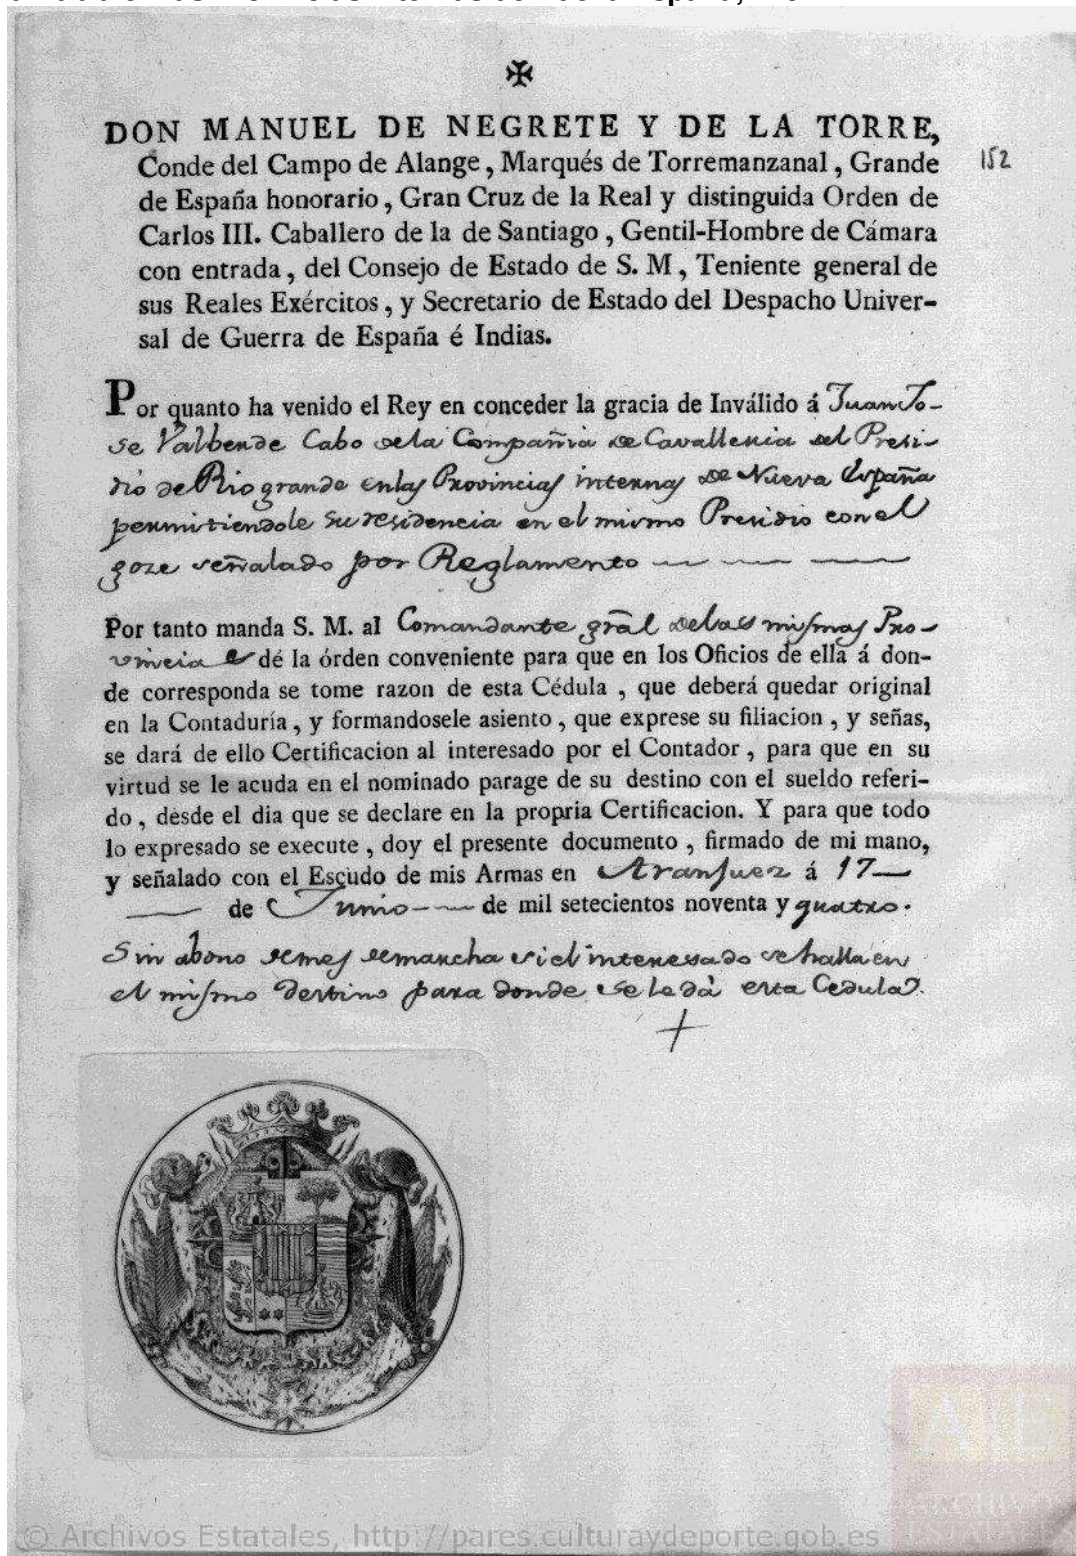 ✠
DON MANUEL DE NEGRETE Y DE LA TORRE,
Conde del Campo de Alange, Marqués de Torremanzanal, Grande
152
de España honorario, Gran Cruz de la Real y distinguida Orden de
Carlos III. Caballero de la de Santiago, Gentil-Hombre de Cámara
con entrada, del Consejo de Estado de S. M, Teniente general de
sus Reales Exércitos, y Secretario de Estado del Despacho Univer-
sal de Guerra de España é Indias.
Por quanto ha venido el Rey en conceder la gracia de Inválido á Juan Jo-
se Valberde Cabo dela Compañia de Cavalleria del Presi-
dio de Rio grande enlas Provincias internas de Nueva España
permitiendole su residencia en el mismo Presidio con el
goze señalado por Reglamento
Por tanto manda S. M. al Comandante grãl delas mismas Pro-
vincias dé la órden conveniente para que en los Oficios de ella á don-
de corresponda se tome razon de esta Cédula, que deberá quedar original
en la Contaduría, y formandosele asiento, que exprese su filiacion, y señas,
se dará de ello Certificacion al interesado por el Contador, para que en su
virtud se le acuda en el nominado parage de su destino con el sueldo referi-
do, desde el dia que se declare en la propria Certificacion. Y para que todo
lo expresado se execute, doy el presente documento, firmado de mi mano,
y señalado con el Escudo de mis Armas en Aranjuez á 17
de Junio de mil setecientos noventa y quatro.
Sin abono demes demarcha si el interesado se halla en
el mismo destino para donde se le dà esta Cedula.
© Archivos Estatales, http://pares.culturaydeporte.gob.es
AE
ARCHIVOS
ESTATALES